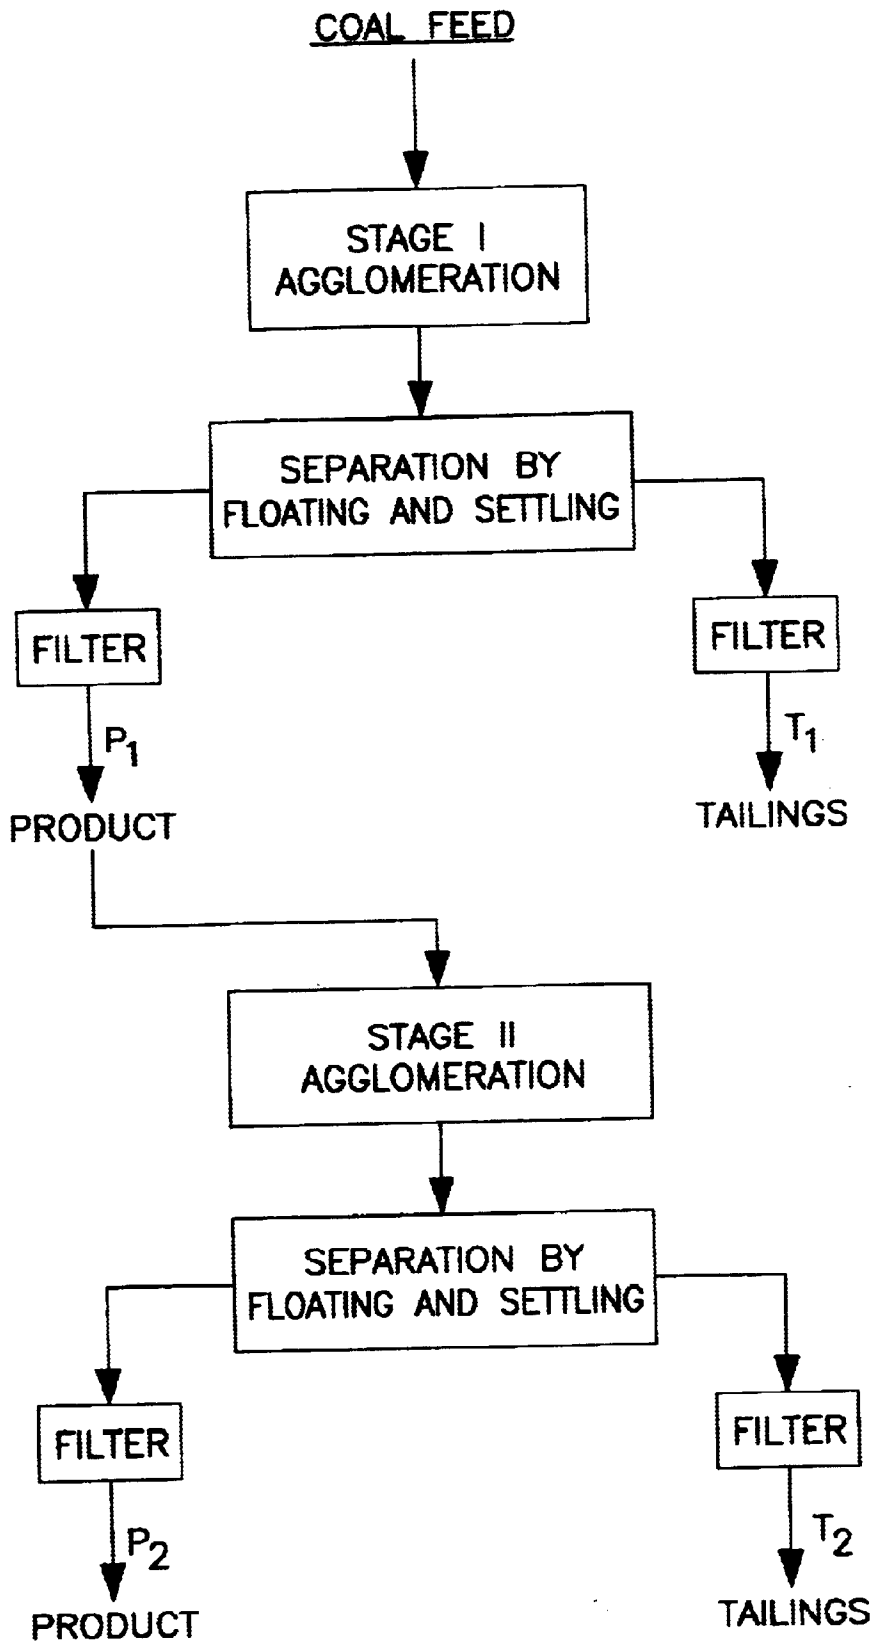 COAL FEED
STAGE I
AGGLOMERATION
SEPARATION BY
FLOATING AND SETTLING
FILTER
FILTER
P1
T1
PRODUCT
TAILINGS
STAGE II
AGGLOMERATION
SEPARATION BY
FLOATING AND SETTLING
FILTER
FILTER
P2
T2
PRODUCT
TAILINGS